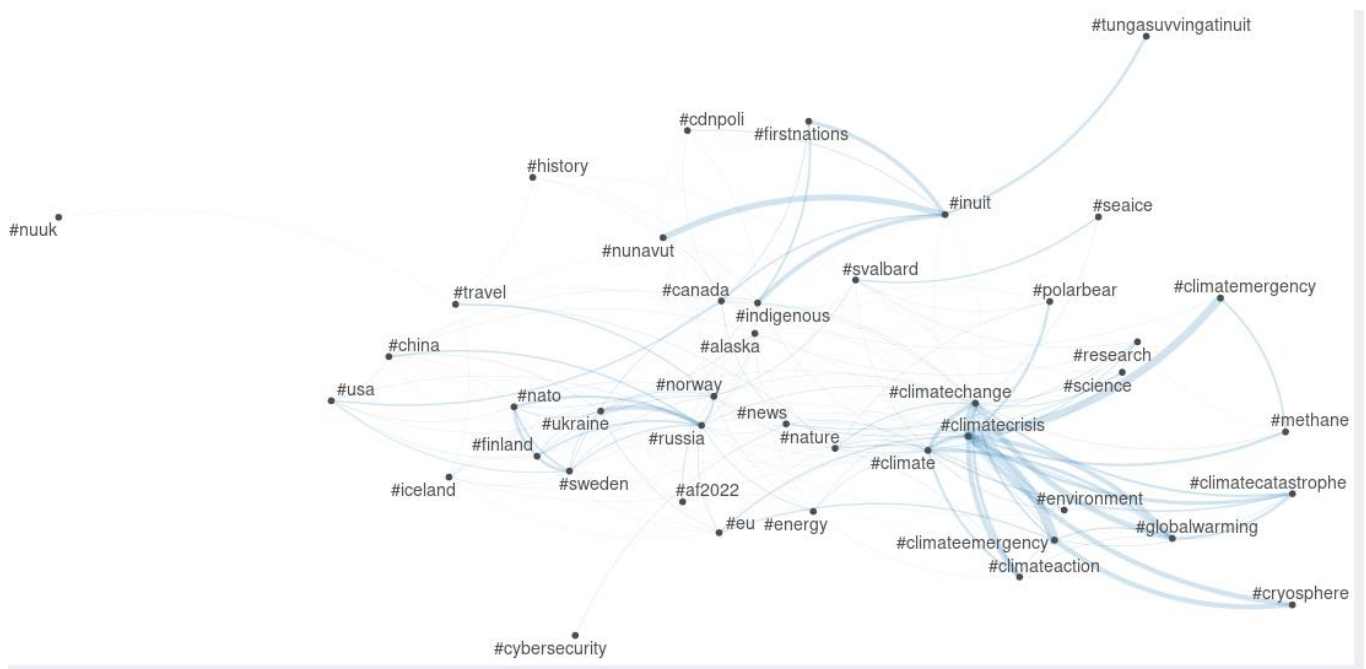 #tungasuvvingatinuit
#cdnpoli
#firstnations
#history
#inuit
#seaice
#nuuk
#nunavut
#svalbard
#travel
#canada
#polarbear
#climatemergency
#indigenous
#china
#alaska
#research
#usa
#norway
#climatechange
#science
#nato
#news
#ukraine
#climatecrisis
#methane
#finland
#russia
#nature
#climate
#iceland
#sweden
#af2022
#environment
#climatecatastrophe
#eu
#energy
#globalwarming
#climateemergency
#climateaction
#cryosphere
#cybersecurity